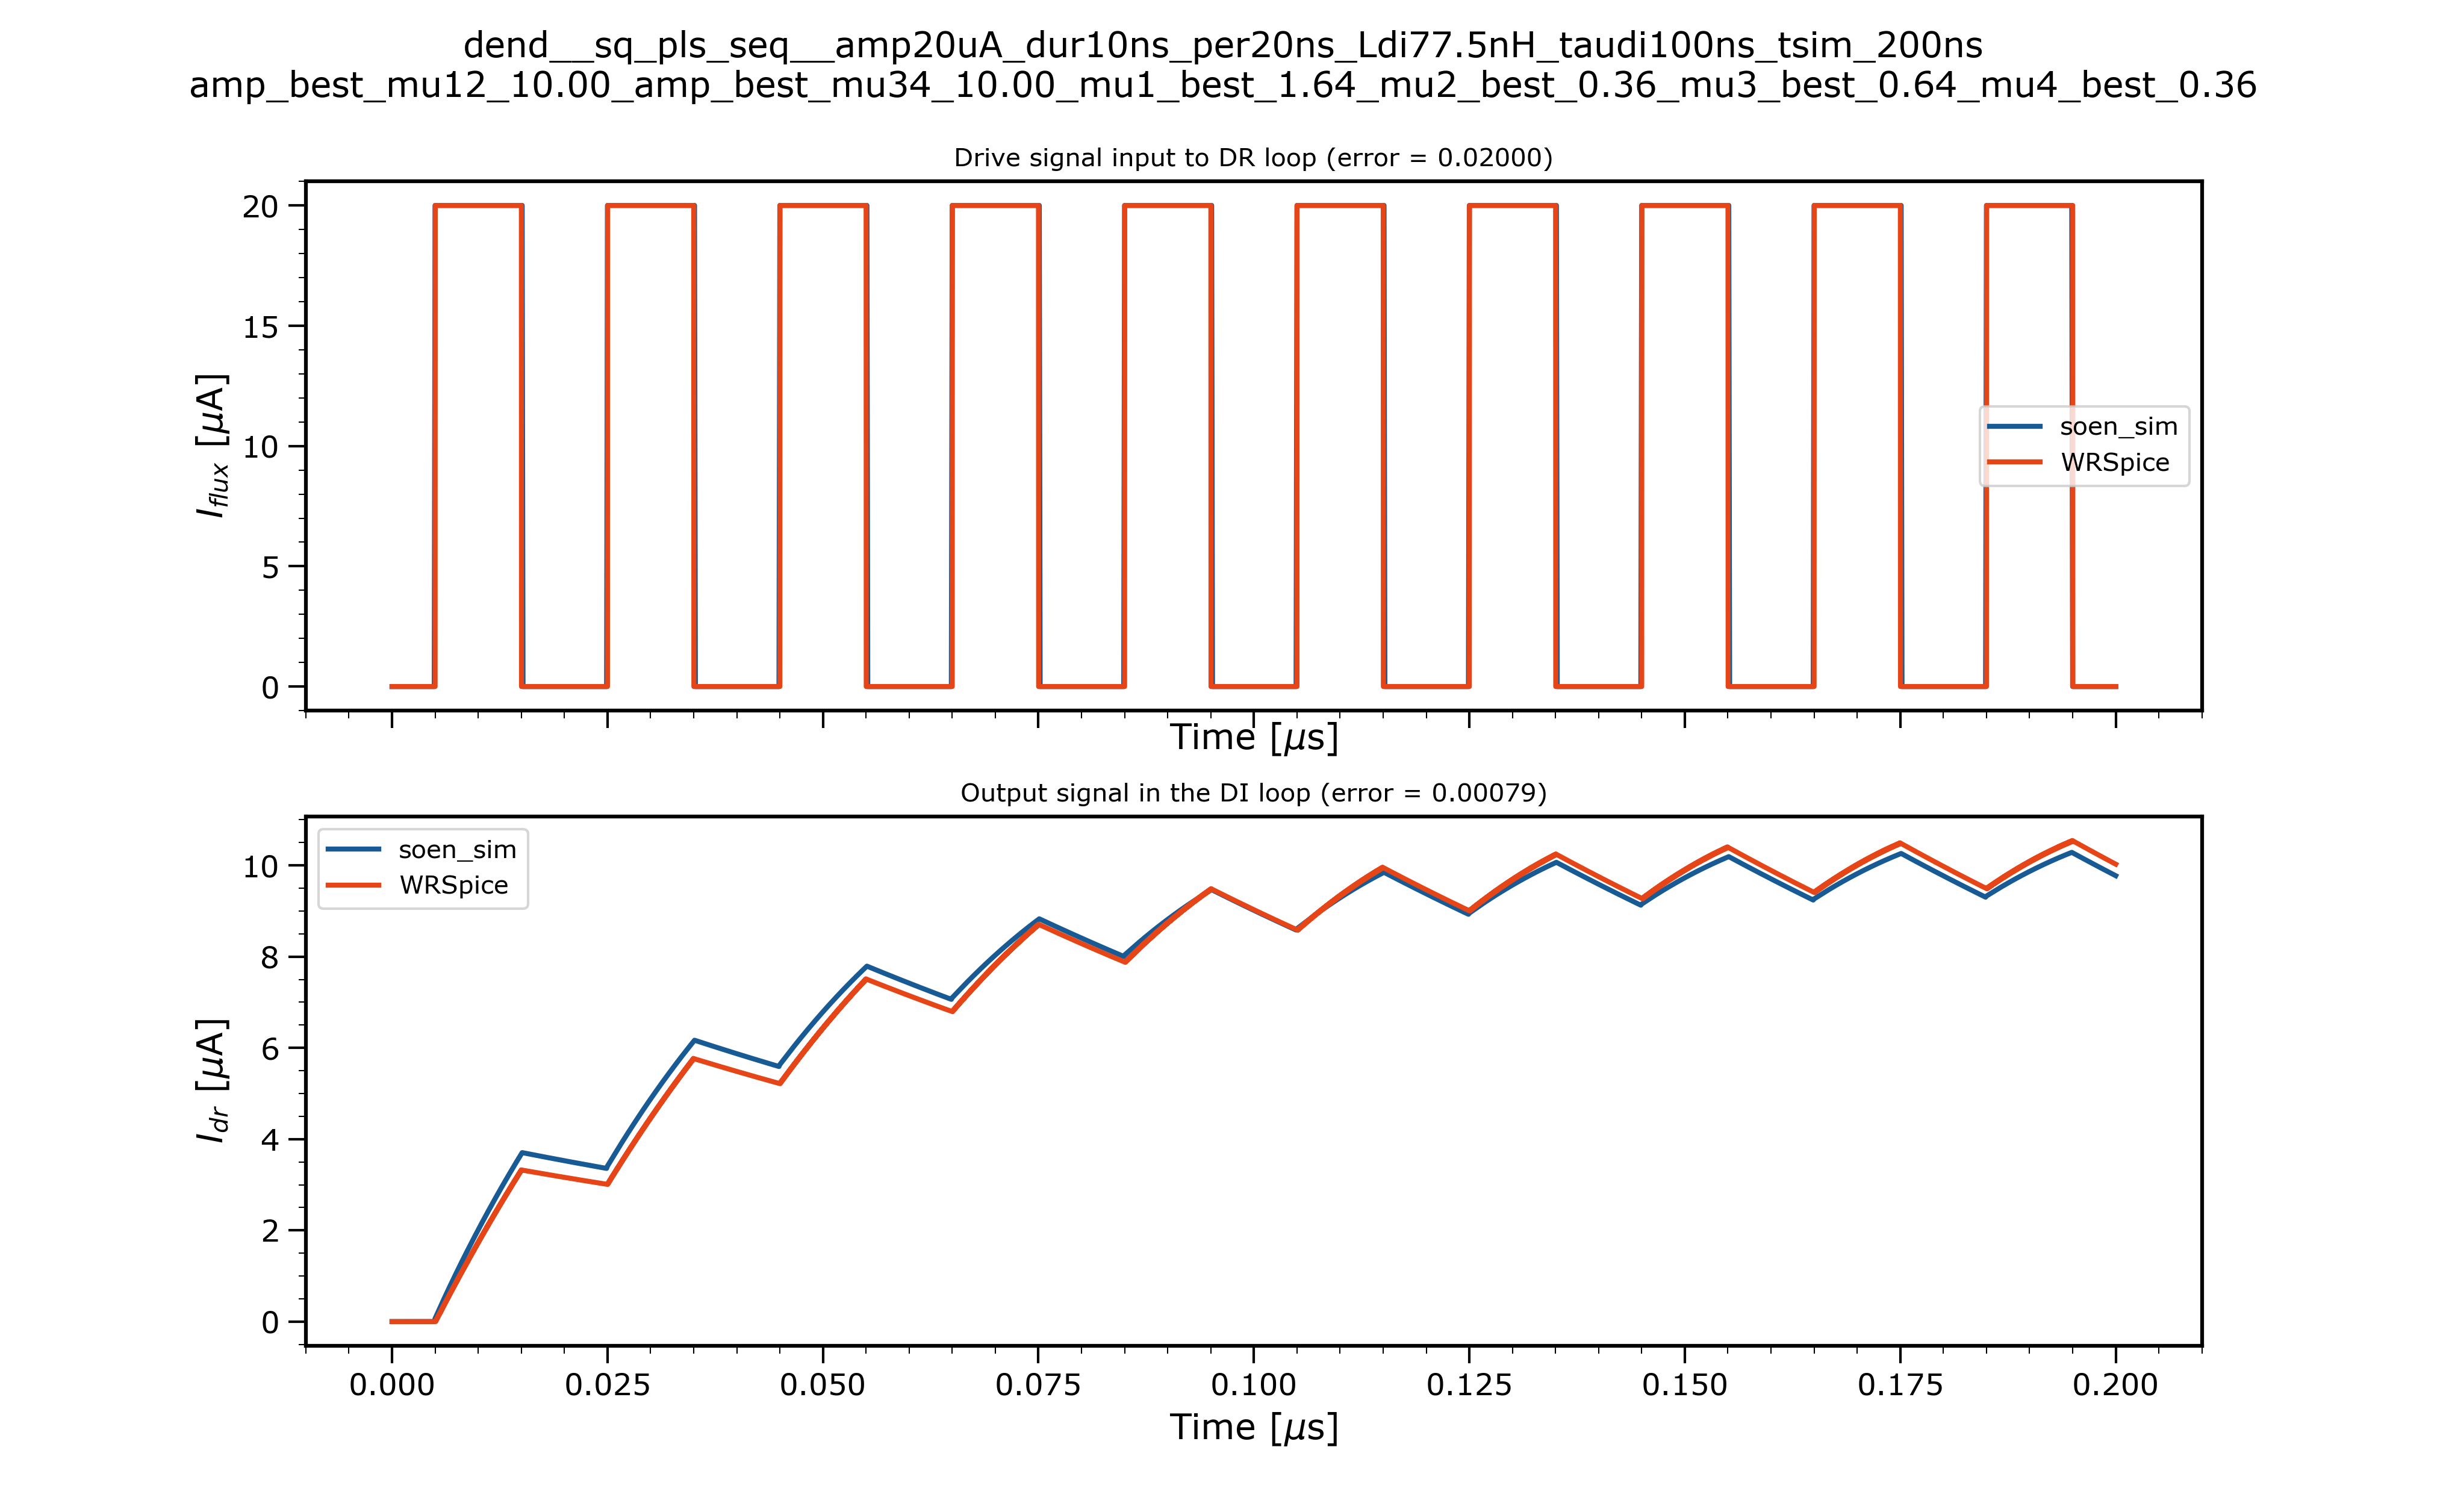 dend__sq_pls_seq__amp20uA_dur10ns_per20ns_Ldi77.5nH_taudi100ns_tsim_200ns
amp_best_mu12_10.00_amp_best_mu34_10.00_mu1_best_1.64_mu2_best_0.36_mu3_best_0.64_mu4_best_0.36
Drive signal input to DR loop (error = 0.02000)
20
15
10
5
0
I_flux [μA]
soen_sim
WRSpice
Time [μs]
Output signal in the DI loop (error = 0.00079)
soen_sim
WRSpice
10
8
6
4
2
0
I_dr [μA]
0.000 0.025 0.050 0.075 0.100 0.125 0.150 0.175 0.200
Time [μs]